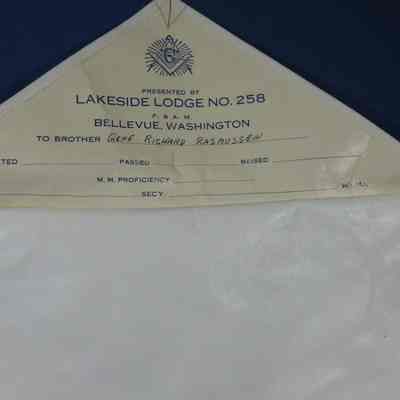 G
PRESENTED BY
LAKESIDE LODGE NO. 258
F. & A. M.
BELLEVUE, WASHINGTON
TO BROTHER GENE RICHARD RASMUSSEN
TED PASSED RAISED
M. M. PROFICIENCY
SECY.